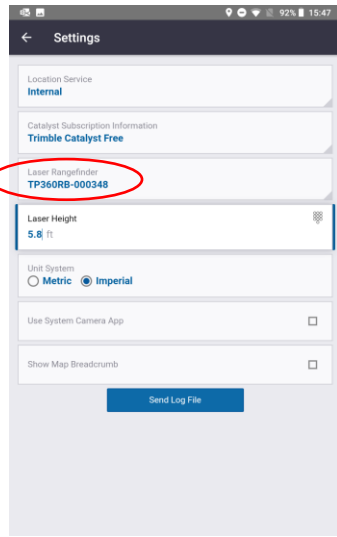 92% 15:47
Settings
Location Service
Internal
Catalyst Subscription Information
Trimble Catalyst Free
Laser Rangefinder
TP360RB-000348
Laser Height
5.8 ft
Unit System
Metric Imperial
Use System Camera App
Show Map Breadcrumb
Send Log File